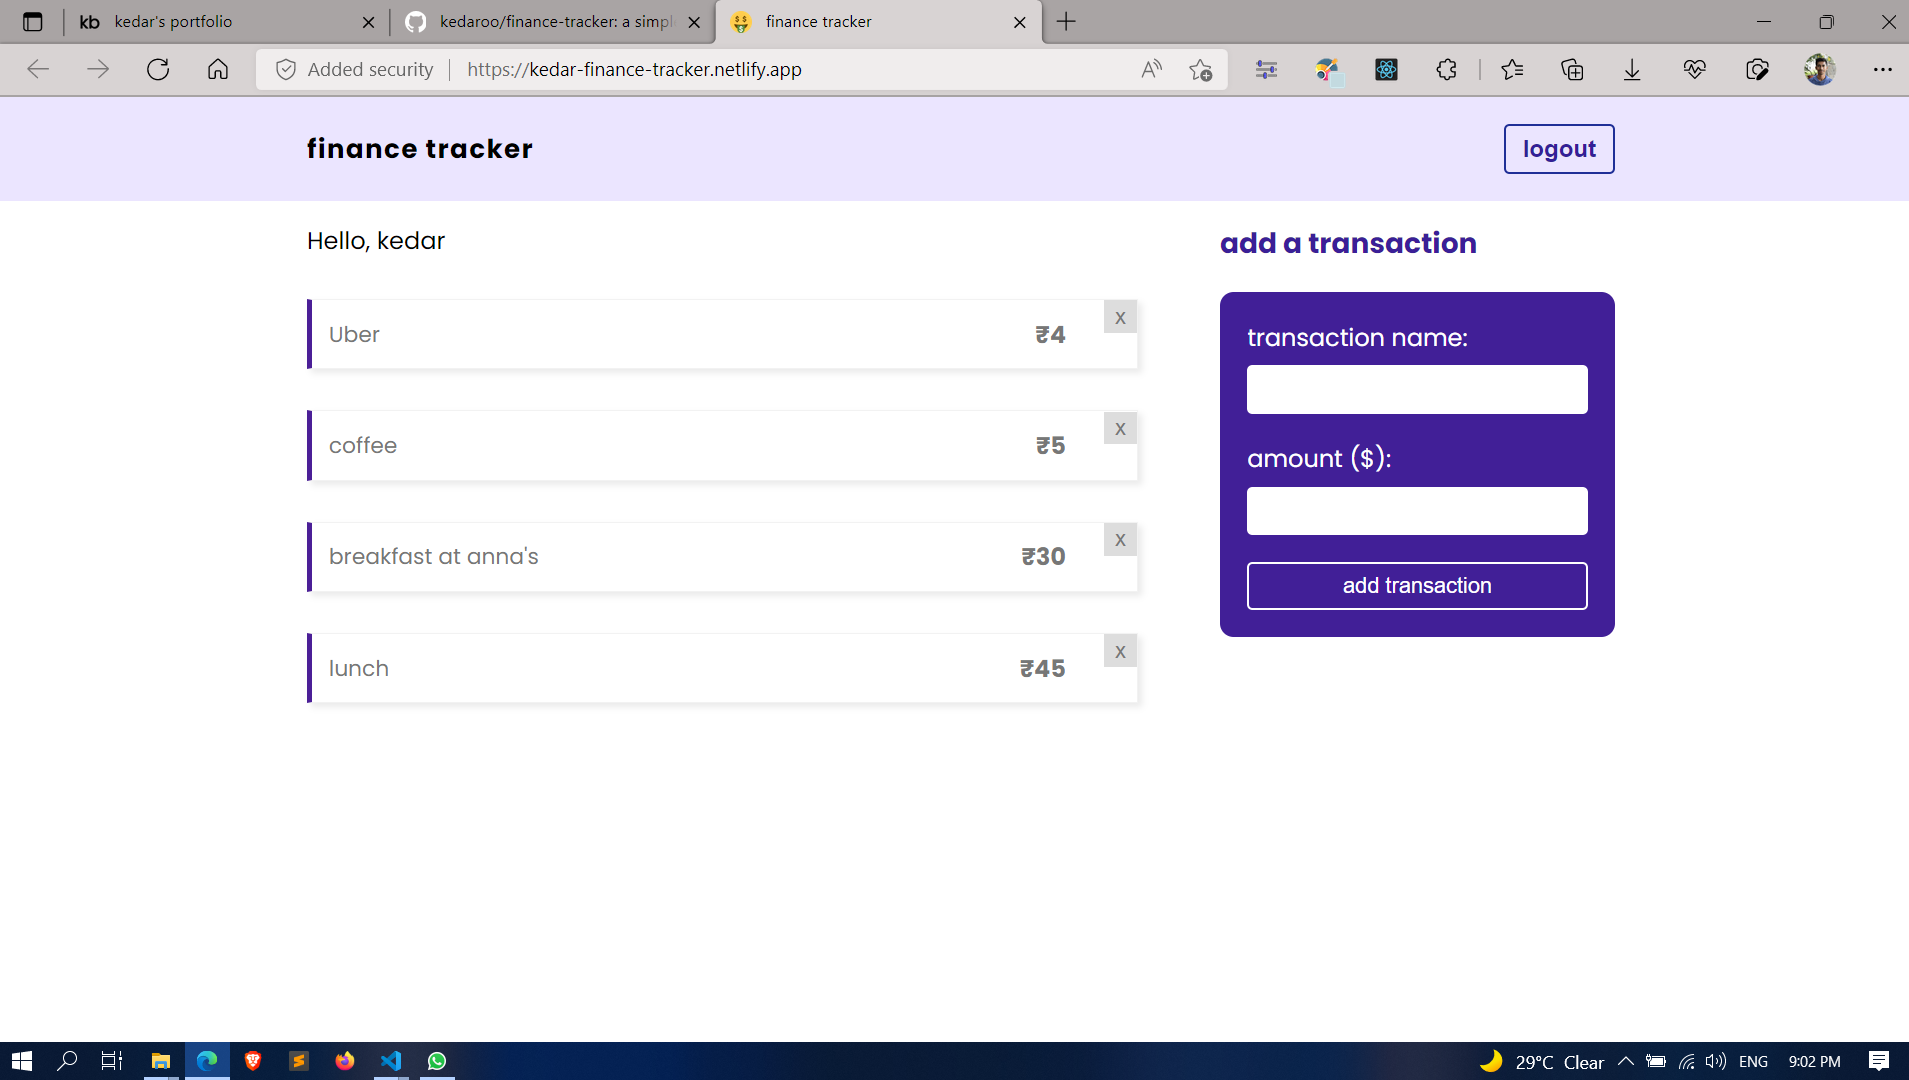 kb kedar's portfolio
kedaroo/finance-tracker: a simpl
finance tracker
Added security
https://kedar-finance-tracker.netlify.app
finance tracker
logout
Hello, kedar
add a transaction
Uber ₹4 x
coffee ₹5 x
breakfast at anna's ₹30 x
lunch ₹45 x
transaction name:
amount ($):
add transaction
29°C Clear
ENG
9:02 PM